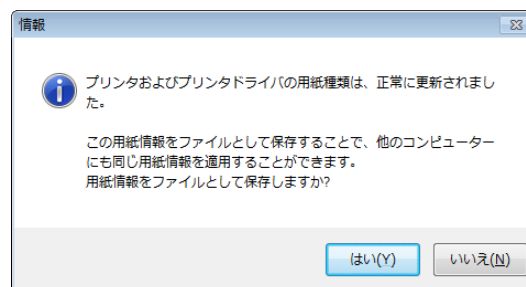 情報
プリンタおよびプリンタドライバの用紙種類は、正常に更新されまし
た。
この用紙情報をファイルとして保存することで、他のコンピューター
にも同じ用紙情報を適用することができます。
用紙情報をファイルとして保存しますか?
はい(Y) いいえ(N)